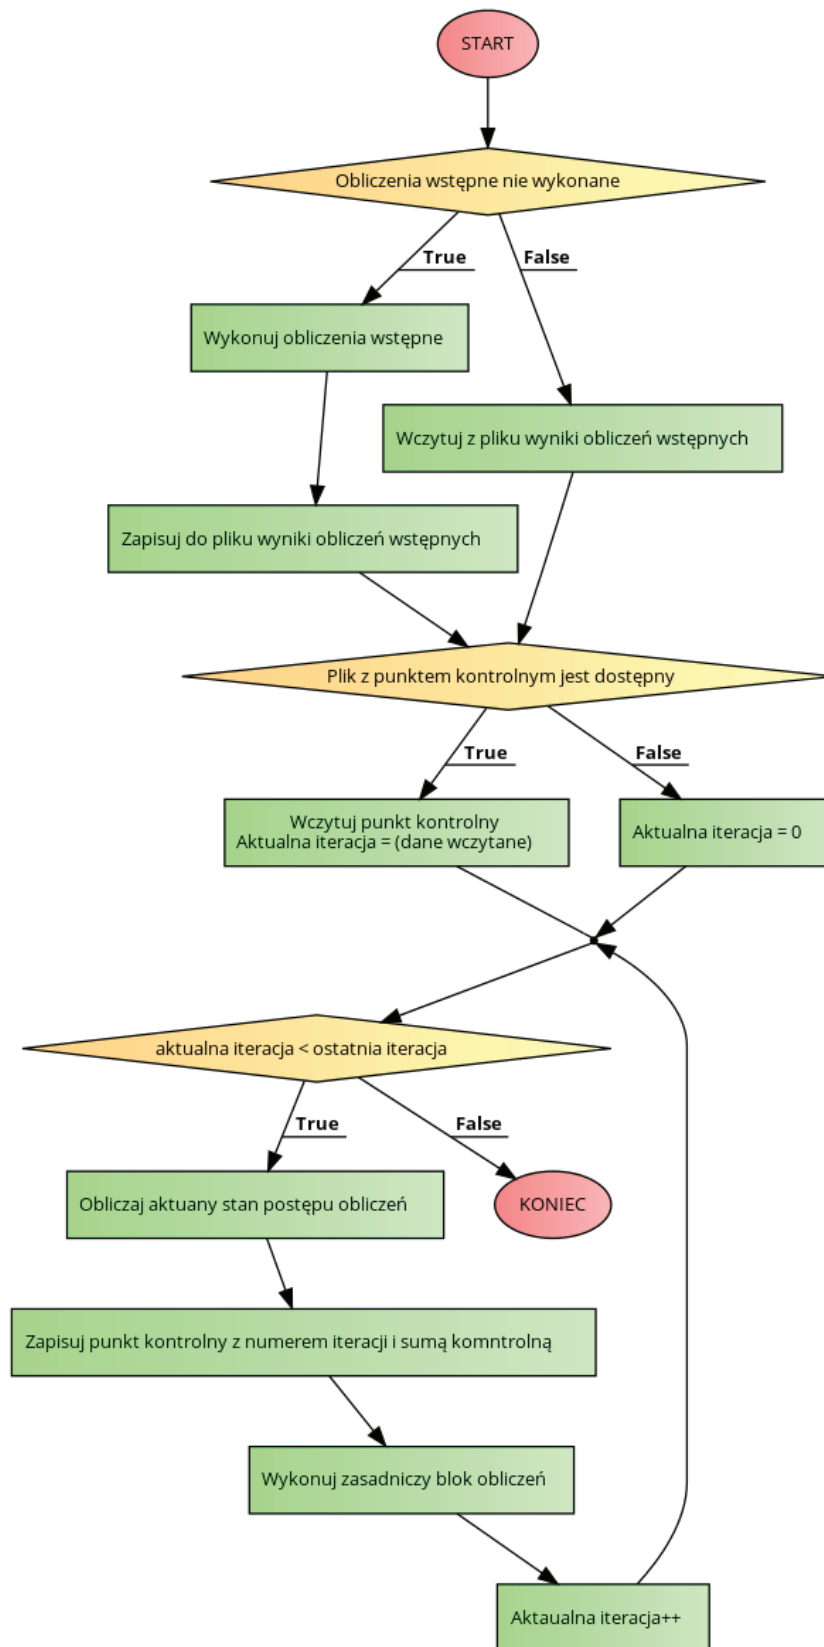 START
Obliczenia wstępne nie wykonane
True
False
Wykonuj obliczenia wstępne
Wczytuj z pliku wyniki obliczeń wstępnych
Zapisuj do pliku wyniki obliczeń wstępnych
Plik z punktem kontrolnym jest dostępny
True
False
Wczytuj punkt kontrolny
Aktualna iteracja = (dane wczytane)
Aktualna iteracja = 0
aktualna iteracja < ostatnia iteracja
True
False
Obliczaj aktuany stan postępu obliczeń
KONIEC
Zapisuj punkt kontrolny z numerem iteracji i sumą komntrolną
Wykonuj zasadniczy blok obliczeń
Aktaualna iteracja++